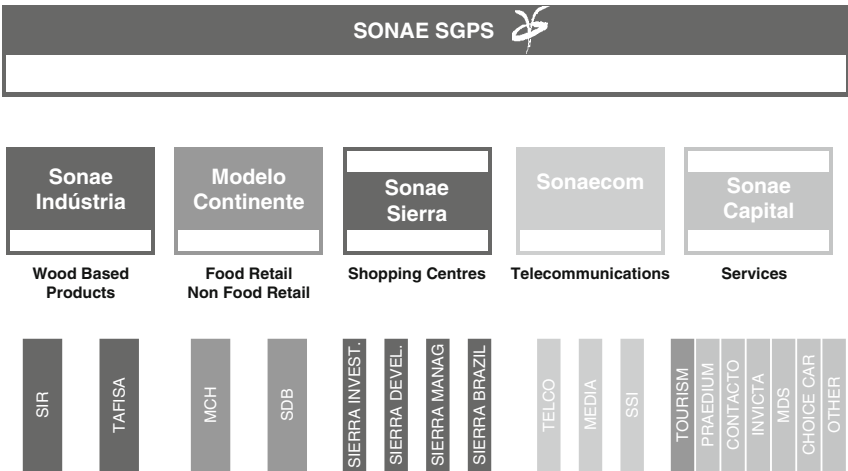 SONAE SGPS
Sonae
Indústria
Modelo
Continente
Sonae
Sierra
Sonaecom
Sonae
Capital
Wood Based
Products
Food Retail
Non Food Retail
Shopping Centres
Telecommunications
Services
SIR
TAFISA
MCH
SDB
SIERRA INVEST.
SIERRA DEVEL.
SIERRA MANAG
SIERRA BRAZIL
TELCO
MEDIA
SSI
TOURISM
PRAEDIUM
CONTACTO
INVICTA
MDS
CHOICE CAR
OTHER